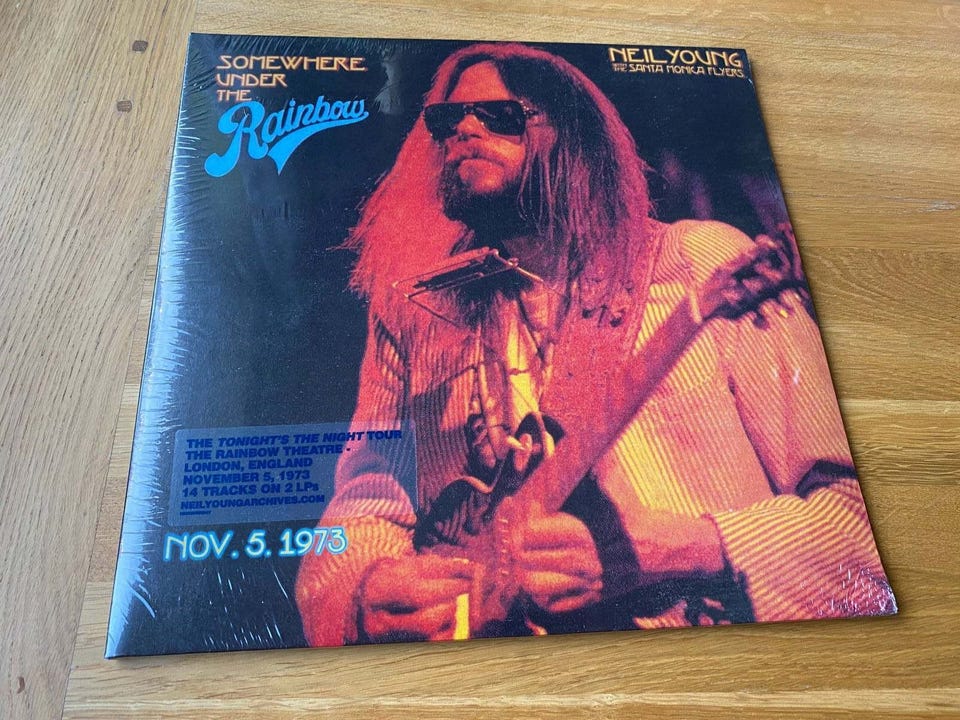 SOMEWHERE
UNDER
THE
Rainbow
NEIL YOUNG
WITH THE SANTA MONICA FLYERS
THE TONIGHT'S THE NIGHT TOUR
THE RAINBOW THEATRE -
LONDON, ENGLAND
NOVEMBER 5, 1973
14 TRACKS ON 2 LPs
NEILYOUNGARCHIVES.COM
NOV. 5. 1973